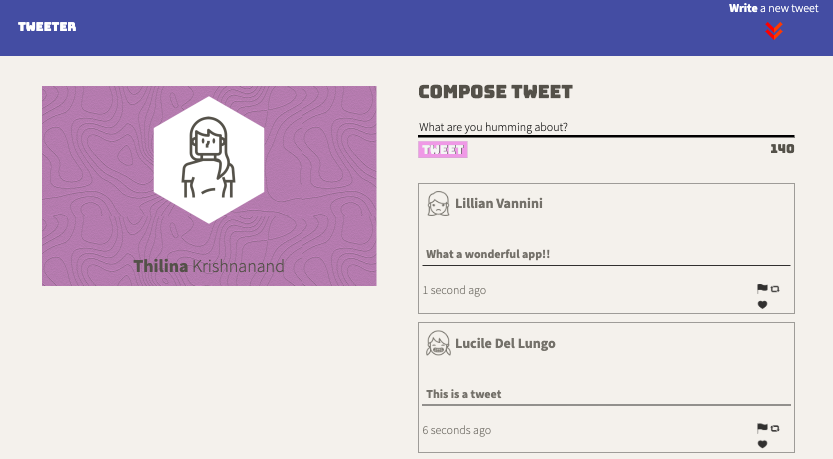 TWEETER
Write a new tweet
Thilina Krishnanand
COMPOSE TWEET
What are you humming about?
TWEET
140
Lillian Vannini
What a wonderful app!!
1 second ago
Lucile Del Lungo
This is a tweet
6 seconds ago